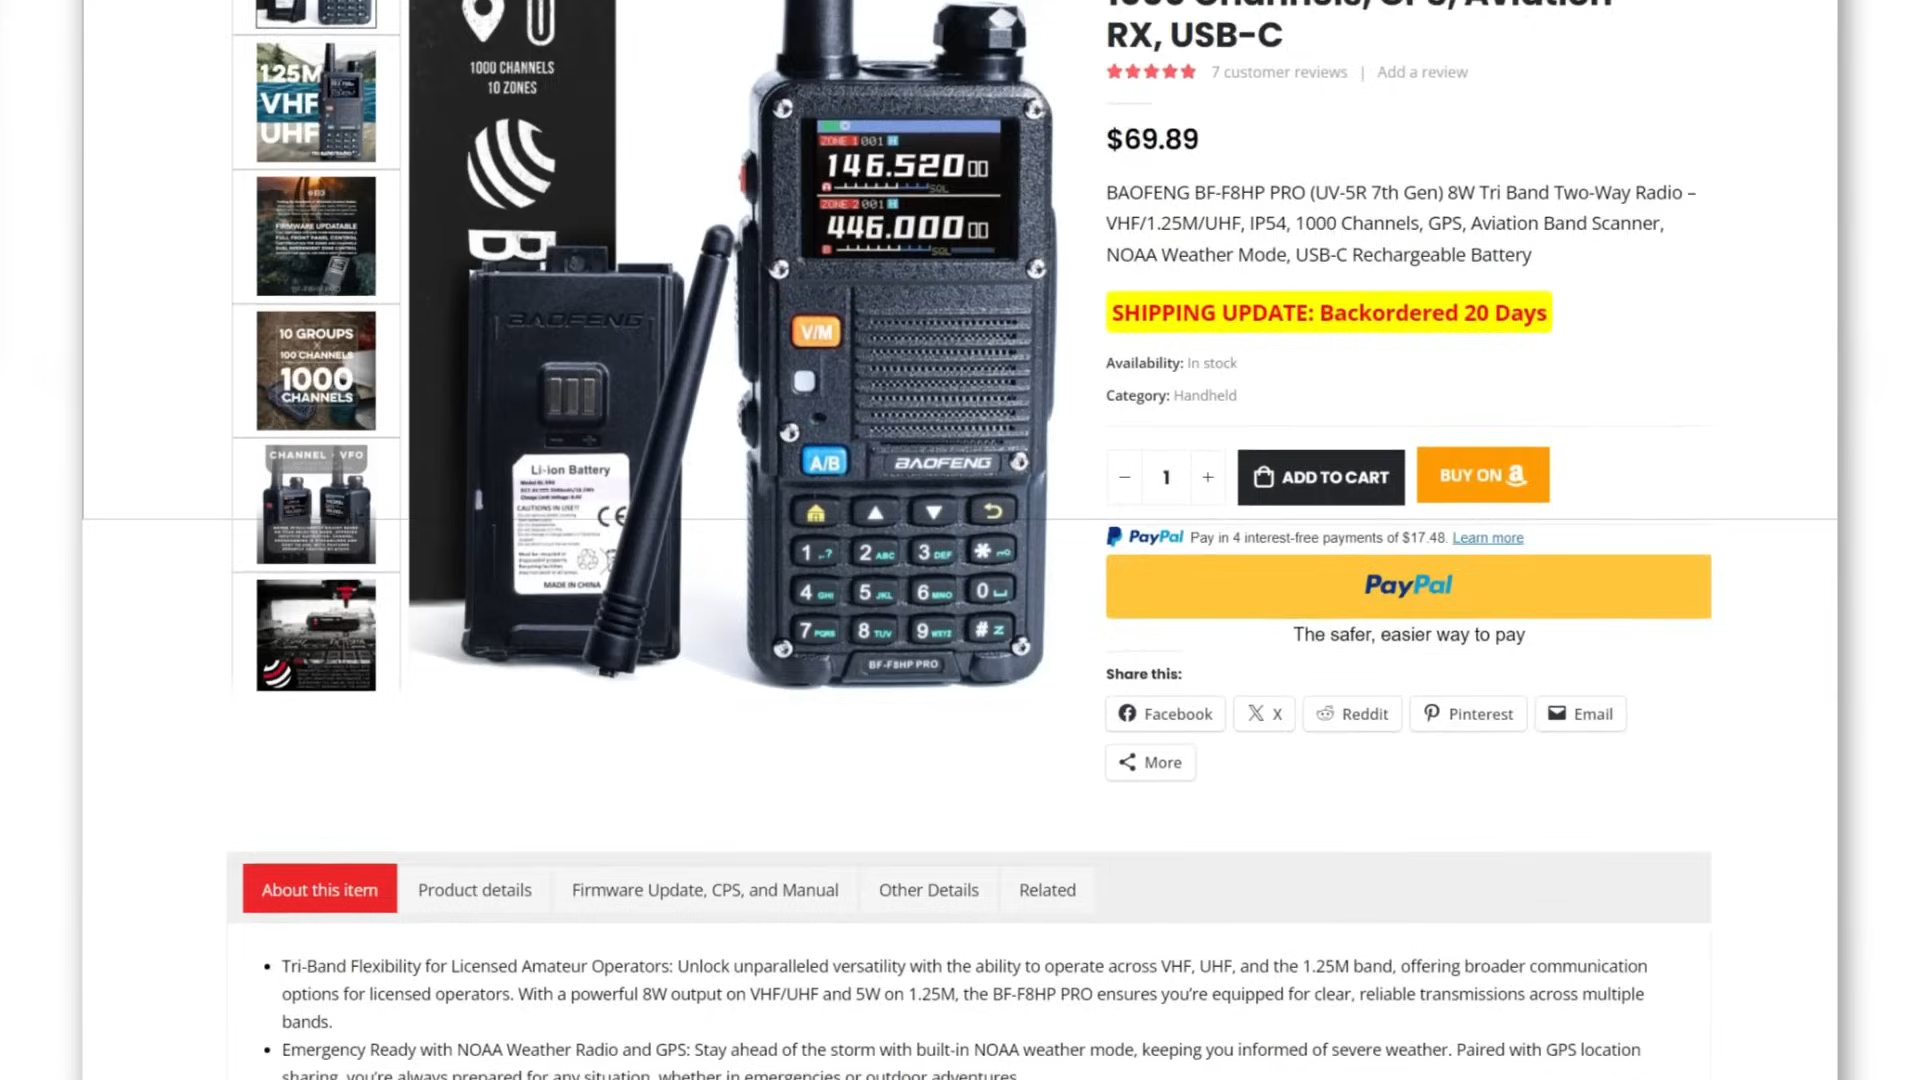 RX, USB-C
7 customer reviews | Add a review
$69.89
BAOFENG BF-F8HP PRO (UV-5R 7th Gen) 8W Tri Band Two-Way Radio –
VHF/1.25M/UHF, IP54, 1000 Channels, GPS, Aviation Band Scanner,
NOAA Weather Mode, USB-C Rechargeable Battery
SHIPPING UPDATE: Backordered 20 Days
Availability: In stock
Category: Handheld
− 1 +
ADD TO CART
BUY ON a
PayPal Pay in 4 interest-free payments of $17.48. Learn more
PayPal
The safer, easier way to pay
Share this:
Facebook
X
Reddit
Pinterest
Email
More
1.25M
VHF
UHF
FIRMWARE UPDATABLE
10 GROUPS
×
100 CHANNELS
1000
CHANNELS
CHANNEL - VFO
1000 CHANNELS
10 ZONES
B
ZONE 1 001 H
146.52000
SQL
ZONE 2 001 H
446.00000
SQL
V/M
A/B
BAOFENG
1 ,.? 2 ABC 3 DEF *
4 GHI 5 JKL 6 MNO 0
7 PQRS 8 TUV 9 WXYZ # Z
BF-F8HP PRO
BAOFENG
Li-ion Battery
CAUTIONS IN USE!!
CE
MADE IN CHINA
About this item
Product details
Firmware Update, CPS, and Manual
Other Details
Related
• Tri-Band Flexibility for Licensed Amateur Operators: Unlock unparalleled versatility with the ability to operate across VHF, UHF, and the 1.25M band, offering broader communication
options for licensed operators. With a powerful 8W output on VHF/UHF and 5W on 1.25M, the BF-F8HP PRO ensures you’re equipped for clear, reliable transmissions across multiple
bands.
• Emergency Ready with NOAA Weather Radio and GPS: Stay ahead of the storm with built-in NOAA weather mode, keeping you informed of severe weather. Paired with GPS location
sharing, you’re always prepared for any situation, whether in emergencies or outdoor adventures.